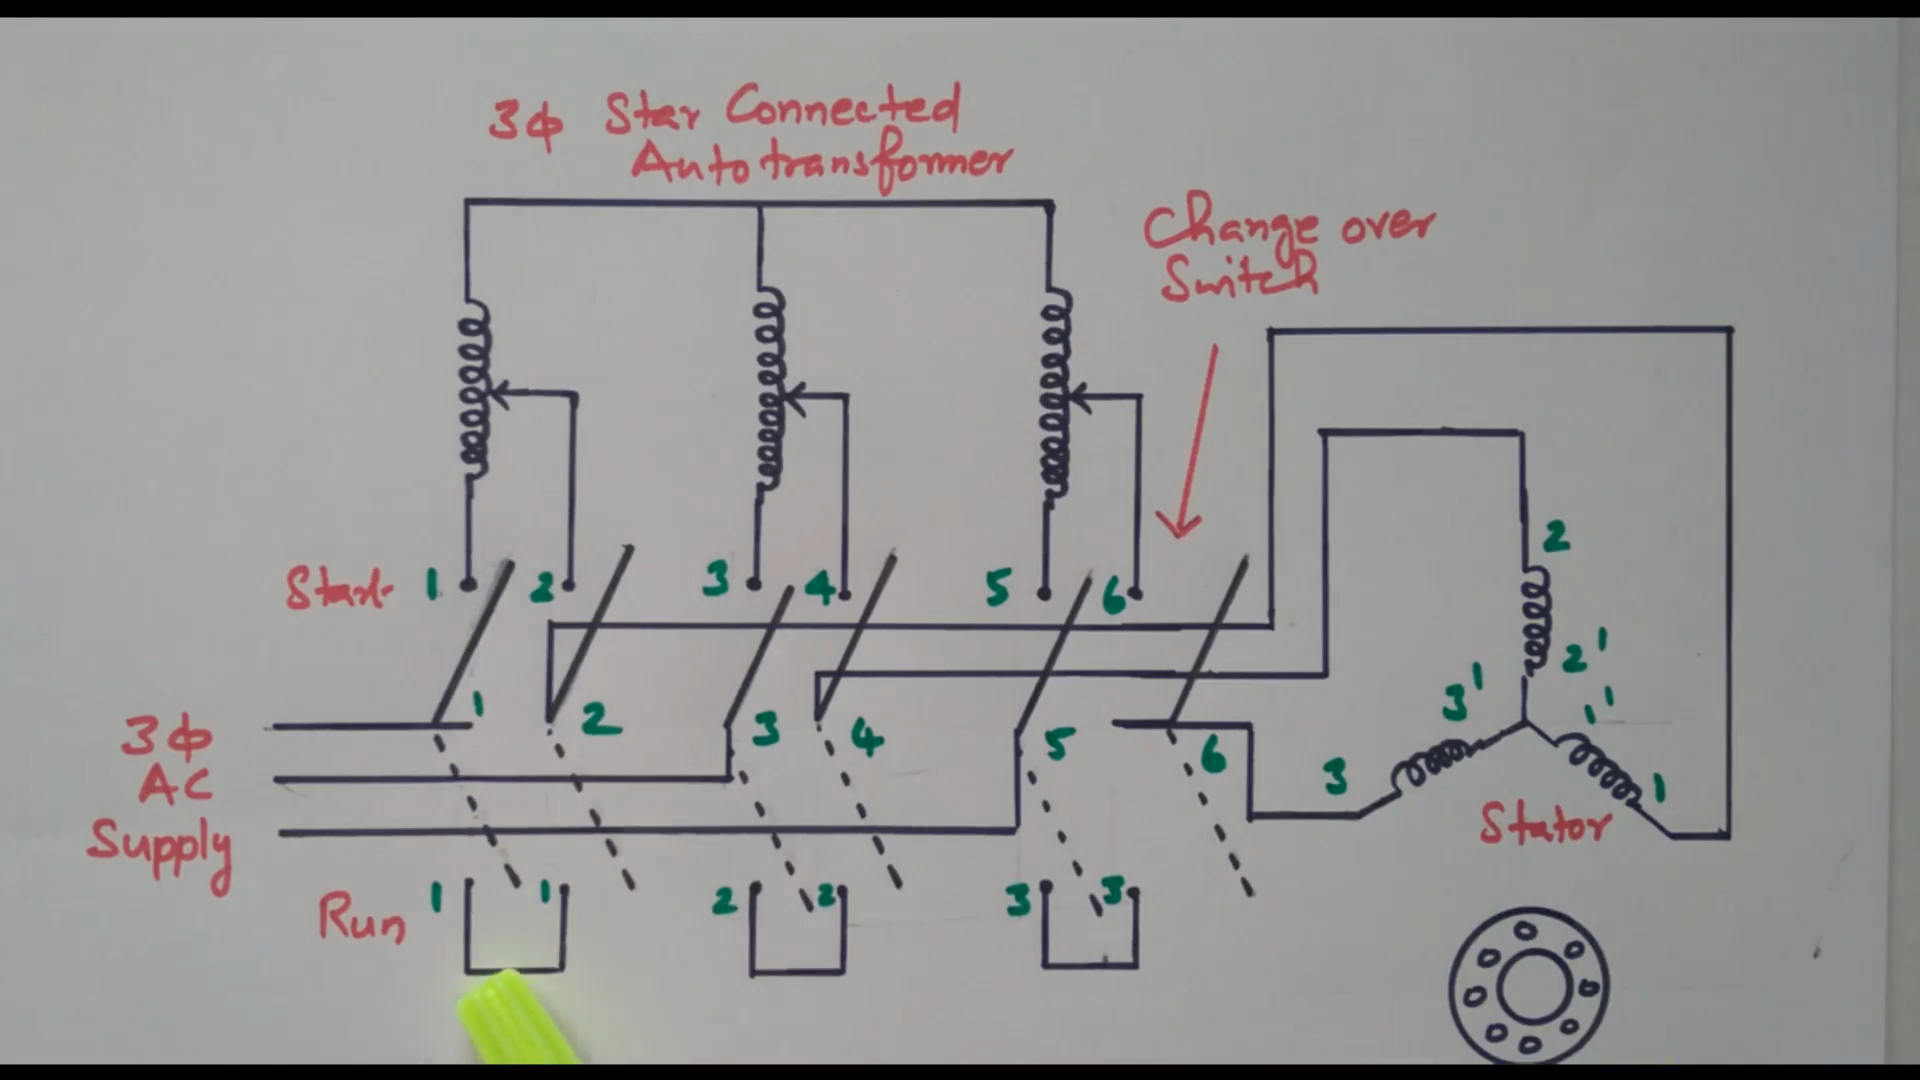 3ϕ Star Connected
Autotransformer
Change over
Switch
Start 1 2 3 4 5 6
2
2'
3' 1'
1 2 3 4 5 6
3ϕ
AC
Supply
3 1
Stator
Run 1 1 2 2 3 3